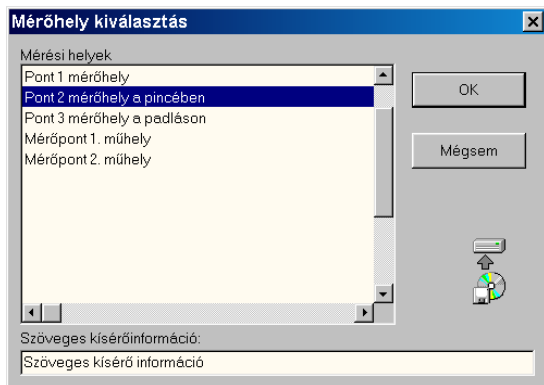 Mérőhely kiválasztás
Mérési helyek
Pont 1 mérőhely
Pont 2 mérőhely a pincében
Pont 3 mérőhely a padláson
Mérőpont 1. műhely
Mérőpont 2. műhely
OK
Mégsem
Szöveges kísérőinformáció:
Szöveges kísérő információ